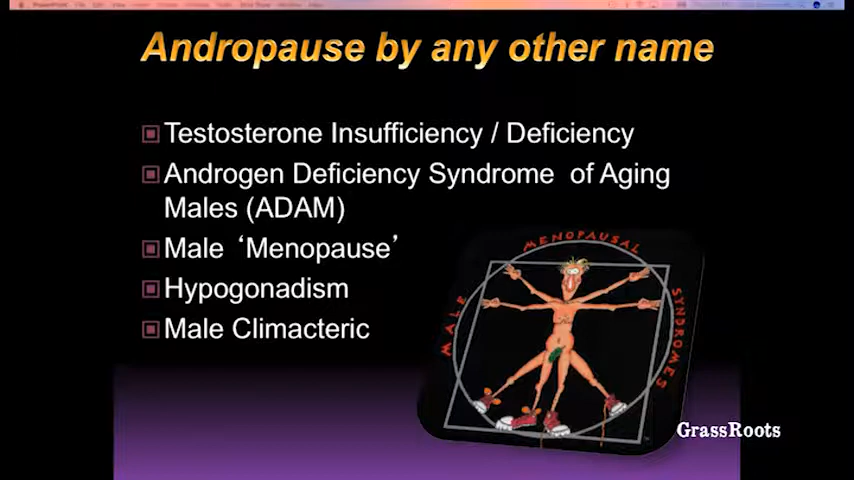 Andropause by any other name
Testosterone Insufficiency / Deficiency
Androgen Deficiency Syndrome of Aging
Males (ADAM)
Male ‘Menopause’
Hypogonadism
Male Climacteric
MALE
MENOPAUSAL
SYNDROMES
GrassRoots